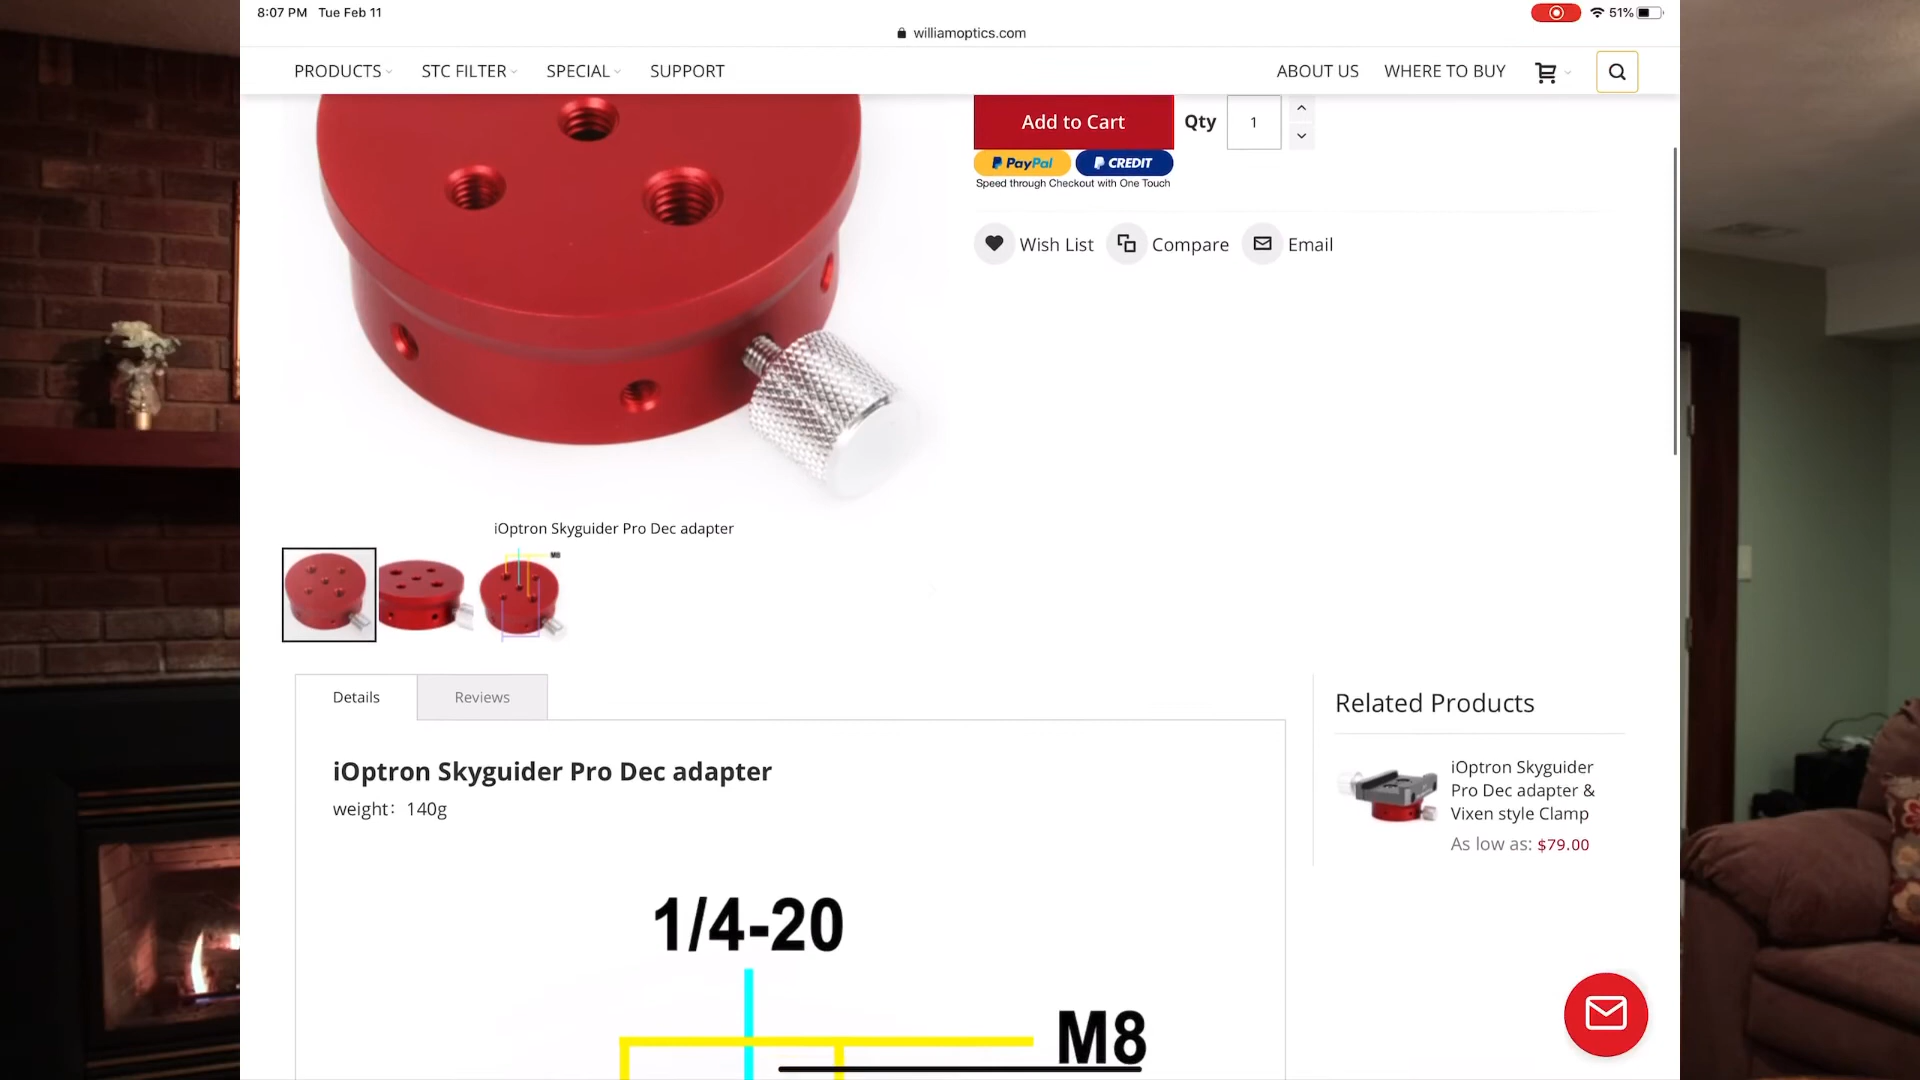 8:07 PM Tue Feb 11
51%
williamoptics.com
PRODUCTS STC FILTER SPECIAL SUPPORT ABOUT US WHERE TO BUY
Add to Cart Qty 1
PayPal P CREDIT
Speed through Checkout with One Touch
Wish List Compare Email
iOptron Skyguider Pro Dec adapter
M8
Details Reviews
Related Products
iOptron Skyguider Pro Dec adapter
weight: 140g
iOptron Skyguider
Pro Dec adapter &
Vixen style Clamp
As low as: $79.00
1/4-20
M8